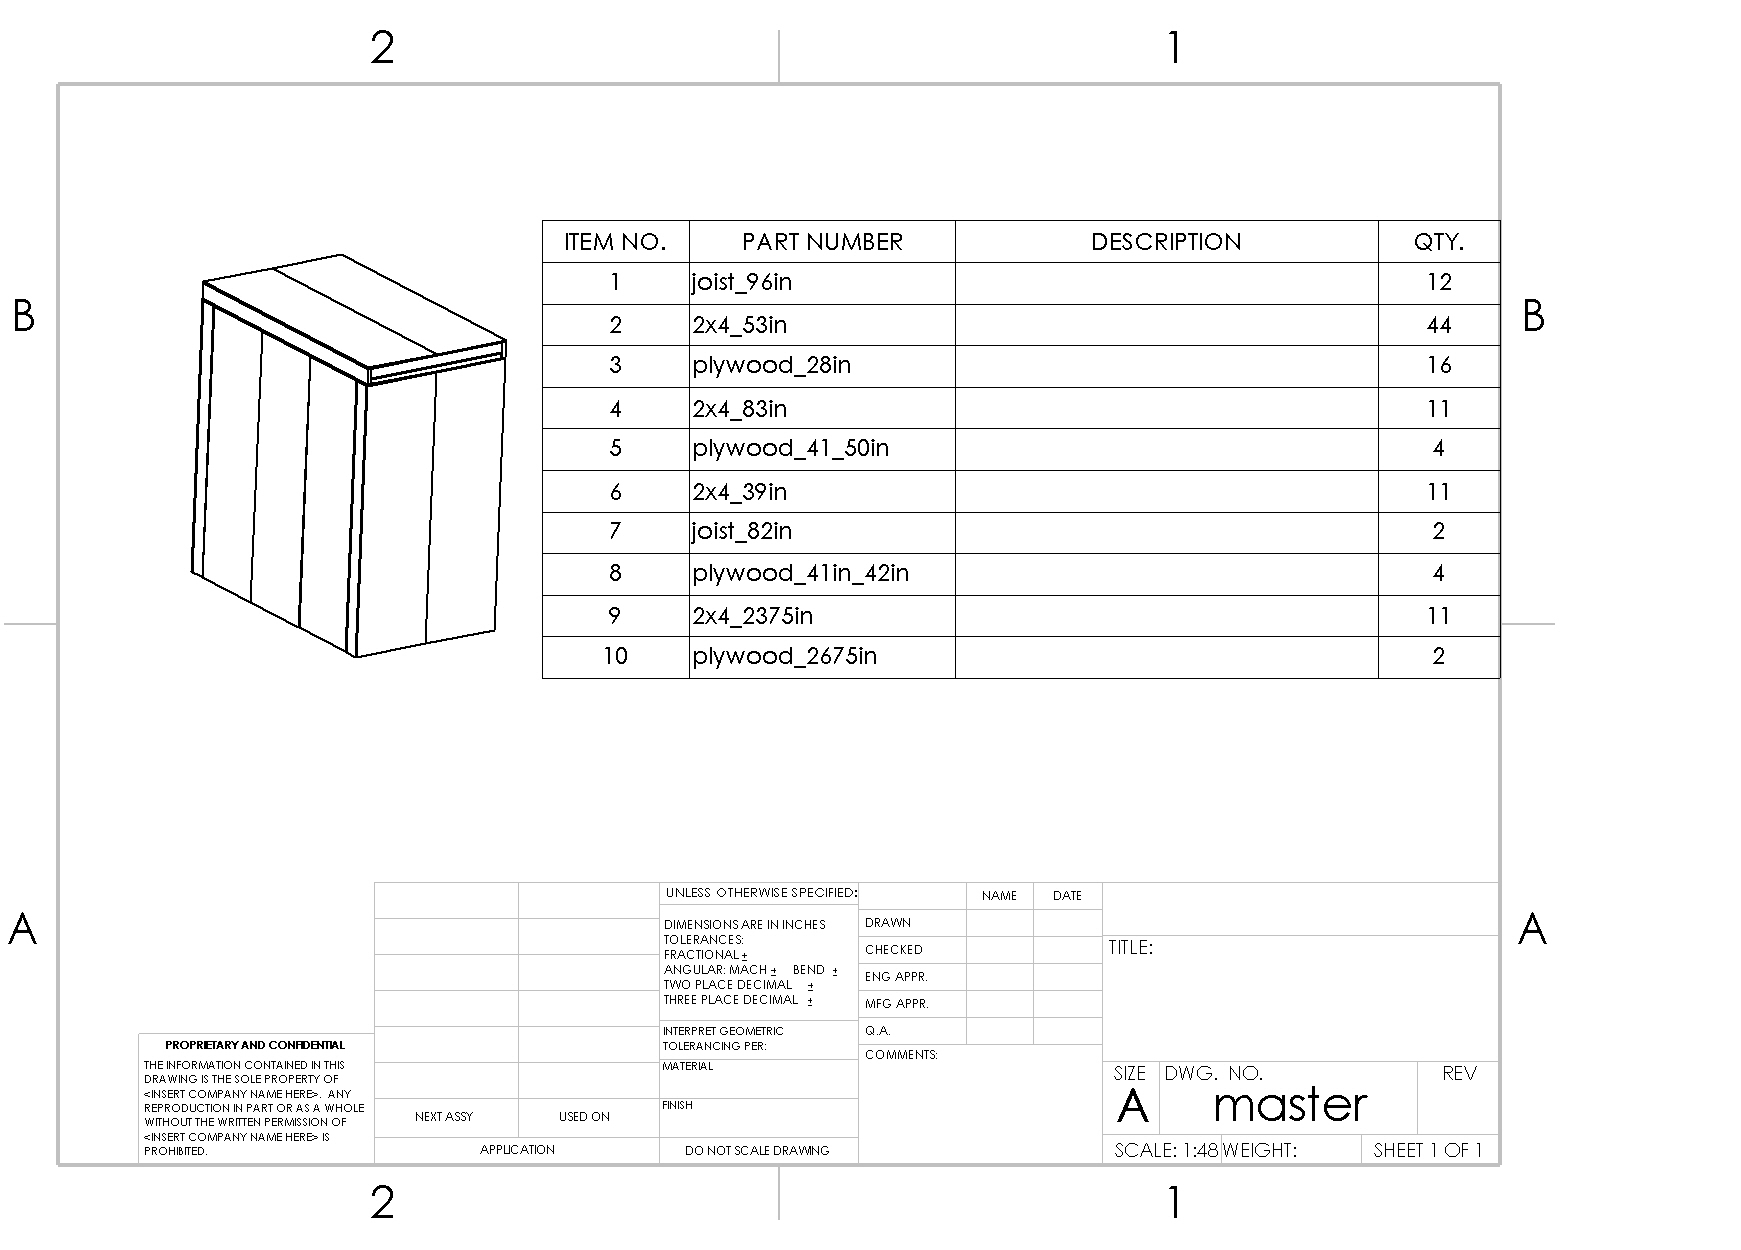 2 1
B B
ITEM NO. PART NUMBER DESCRIPTION QTY.
1 joist_96in 12
2 2x4_53in 44
3 plywood_28in 16
4 2x4_83in 11
5 plywood_41_50in 4
6 2x4_39in 11
7 joist_82in 2
8 plywood_41in_42in 4
9 2x4_2375in 11
10 plywood_2675in 2
A A
PROPRIETARY AND CONFIDENTIAL
THE INFORMATION CONTAINED IN THIS
DRAWING IS THE SOLE PROPERTY OF
<INSERT COMPANY NAME HERE>. ANY
REPRODUCTION IN PART OR AS A WHOLE
WITHOUT THE WRITTEN PERMISSION OF
<INSERT COMPANY NAME HERE> IS
PROHIBITED.
NEXT ASSY USED ON
APPLICATION
UNLESS OTHERWISE SPECIFIED:
DIMENSIONS ARE IN INCHES
TOLERANCES:
FRACTIONAL ±
ANGULAR: MACH ± BEND ±
TWO PLACE DECIMAL ±
THREE PLACE DECIMAL ±
INTERPRET GEOMETRIC
TOLERANCING PER:
MATERIAL
FINISH
DO NOT SCALE DRAWING
NAME DATE
DRAWN
CHECKED
ENG APPR.
MFG APPR.
Q.A.
COMMENTS:
TITLE:
SIZE DWG. NO. REV
A master
SCALE: 1:48 WEIGHT: SHEET 1 OF 1
2 1